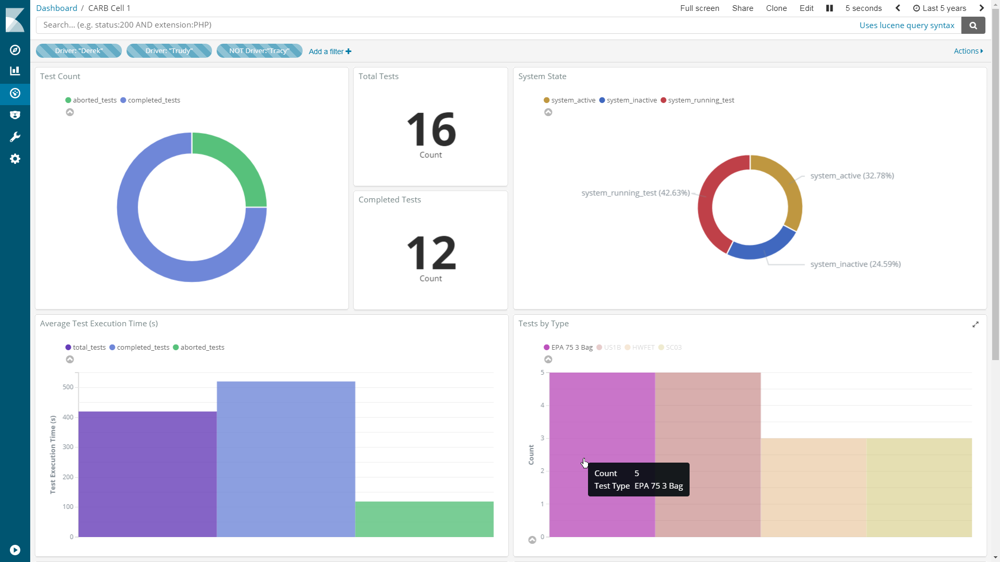 Dashboard / CARB Cell 1
Full screen Share Clone Edit 5 seconds Last 5 years
Search... (e.g. status:200 AND extension:PHP)
Uses lucene query syntax
Driver: "Derek" Driver: "Trudy" NOT Driver:"Tracy" Add a filter
Actions
Test Count
aborted_tests completed_tests
Total Tests
16
Count
Completed Tests
12
Count
System State
system_active system_inactive system_running_test
system_active (32.78%)
system_running_test (42.63%)
system_inactive (24.59%)
Average Test Execution Time (s)
total_tests completed_tests aborted_tests
Test Execution Time (s)
500
400
300
200
100
0
Tests by Type
EPA 75 3 Bag US1B HWFET SC03
Count
5
4
3
2
1
0
Count 5
Test Type EPA 75 3 Bag